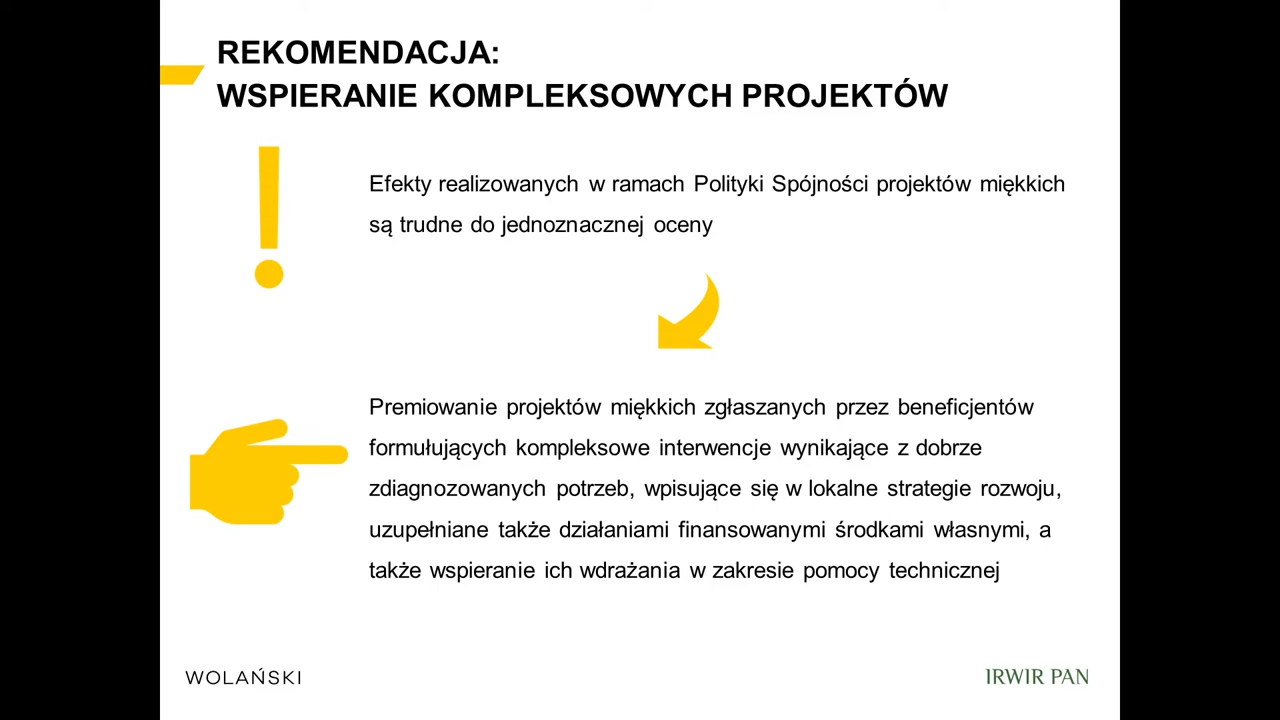 REKOMENDACJA:
WSPIERANIE KOMPLEKSOWYCH PROJEKTÓW
Efekty realizowanych w ramach Polityki Spójności projektów miękkich
są trudne do jednoznacznej oceny
Premiowanie projektów miękkich zgłaszanych przez beneficjentów
formułujących kompleksowe interwencje wynikające z dobrze
zdiagnozowanych potrzeb, wpisujące się w lokalne strategie rozwoju,
uzupełniane także działaniami finansowanymi środkami własnymi, a
także wspieranie ich wdrażania w zakresie pomocy technicznej
WOLAŃSKI
IRWIR PAN